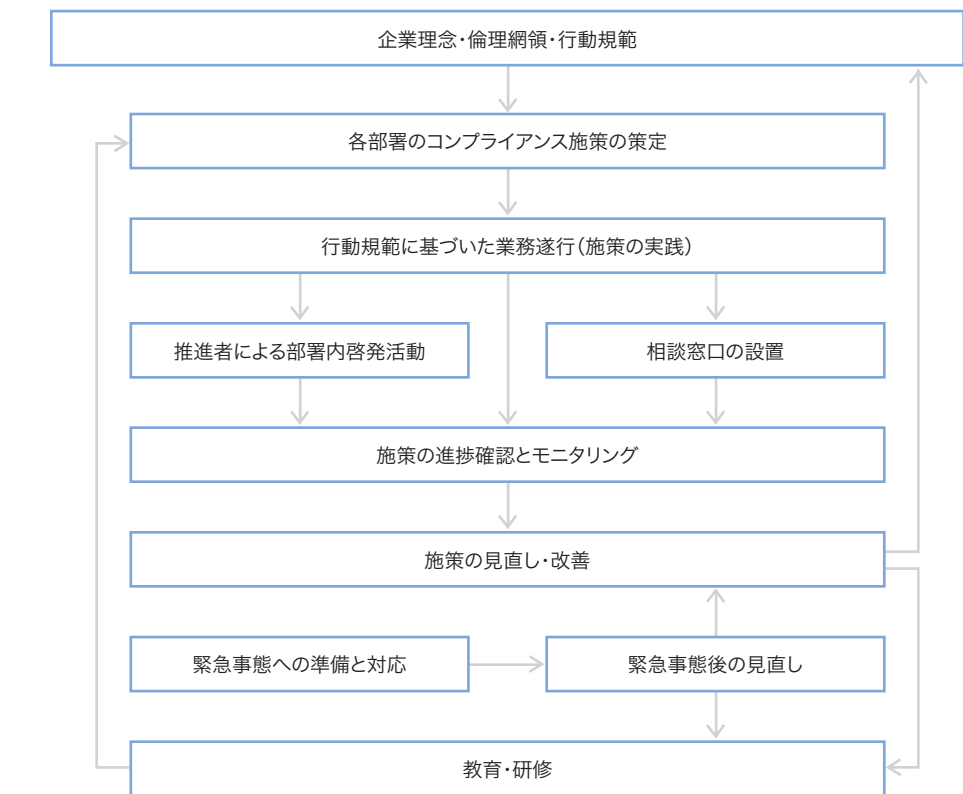 企業理念・倫理網領・行動規範
各部署のコンプライアンス施策の策定
行動規範に基づいた業務遂行(施策の実践)
推進者による部署内啓発活動
相談窓口の設置
施策の進捗確認とモニタリング
施策の見直し・改善
緊急事態への準備と対応
緊急事態後の見直し
教育・研修